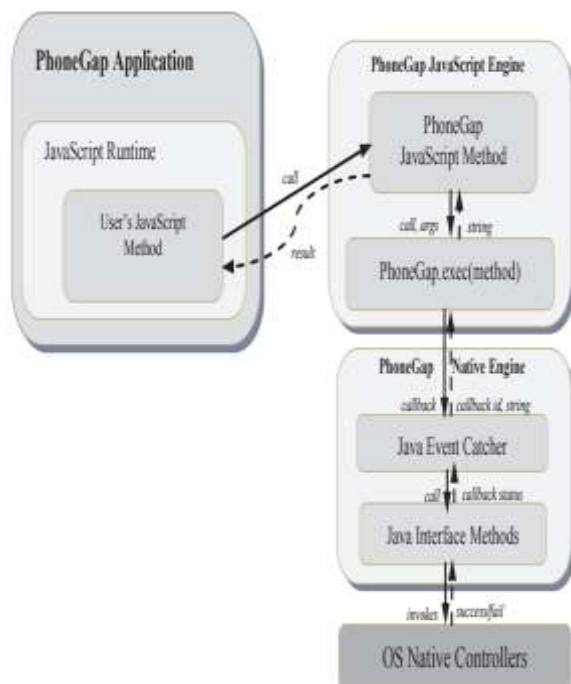 PhoneGap Application
JavaScript Runtime
User's JavaScript
Method
call
result
PhoneGap JavaScript Engine
PhoneGap
JavaScript Method
call, args
string
PhoneGap.exec(method)
PhoneGap Native Engine
callback
callback id, string
Java Event Catcher
call
callback status
Java Interface Methods
invokes
success/fail
OS Native Controllers